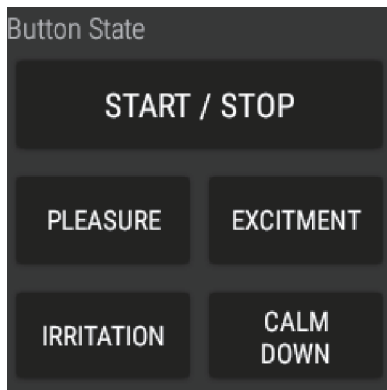 Button State
START / STOP
PLEASURE
EXCITMENT
IRRITATION
CALM
DOWN